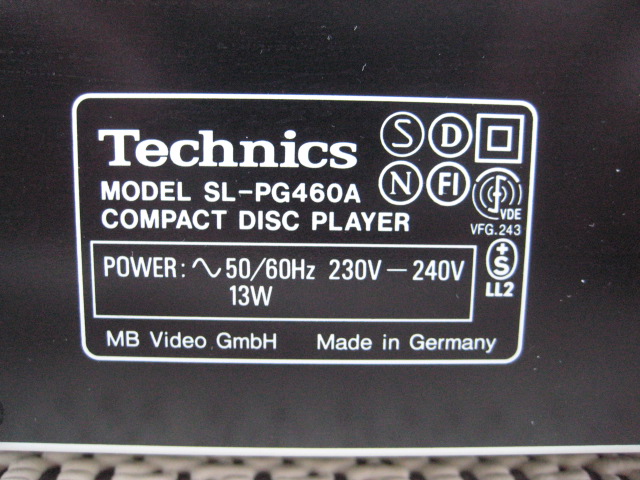 Technics
MODEL SL-PG460A
COMPACT DISC PLAYER
S D
N FI
VDE
VFG.243
+S
LL2
POWER: ∿ 50/60Hz 230V — 240V
13W
MB Video GmbH Made in Germany